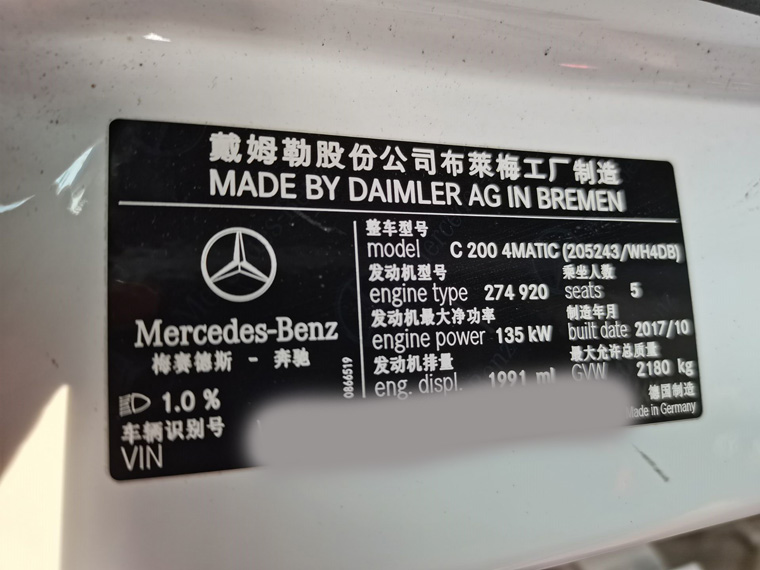 戴姆勒股份公司布莱梅工厂制造
MADE BY DAIMLER AG IN BREMEN
Mercedes-Benz
梅赛德斯 - 奔驰
1.0 %
0866519
整车型号
model C 200 4MATIC (205243/WH4DB)
发动机型号 乘坐人数
engine type 274 920 seats 5
发动机最大净功率 制造年月
engine power 135 kW built date 2017/10
发动机排量 最大允许总质量
eng. displ. 1991 ml GVW 2180 kg
德国制造
Made in Germany
车辆识别号
VIN